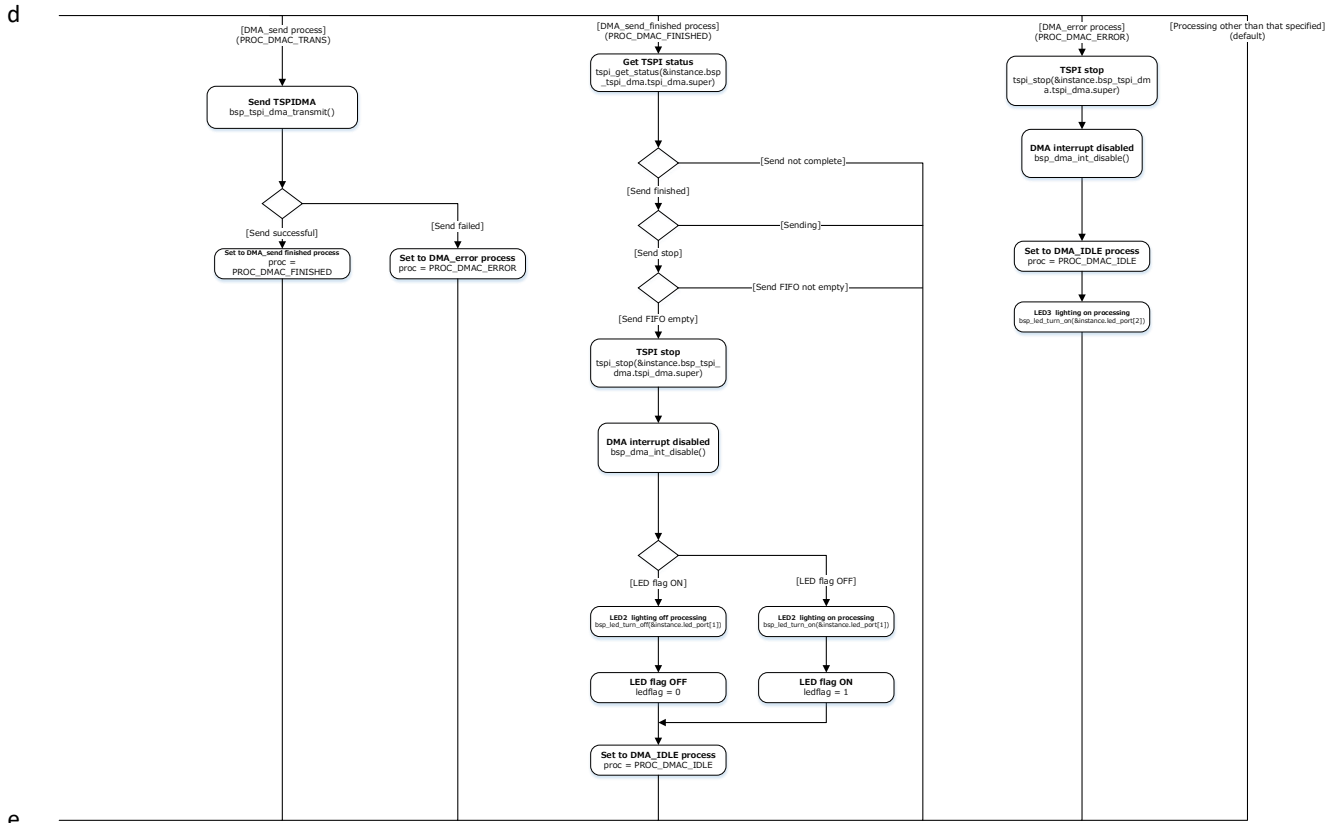 d
[DMA_send process]
(PROC_DMAC_TRANS)
Send TSPIDMA
bsp_tspi_dma_transmit()
[Send failed]
[Send successful]
Set to DMA_send finished process
proc =
PROC_DMAC_FINISHED
Set to DMA_error process
proc = PROC_DMAC_ERROR
[DMA_send_finished process]
(PROC_DMAC_FINISHED)
Get TSPI status
tspi_get_status(&instance.bsp
_tspi_dma.tspi_dma.super)
[Send not complete]
[Send finished]
[Sending]
[Send stop]
[Send FIFO not empty]
[Send FIFO empty]
TSPI stop
tspi_stop(&instance.bsp_tspi_
dma.tspi_dma.super)
DMA interrupt disabled
bsp_dma_int_disable()
[LED flag ON]
[LED flag OFF]
LED2 lighting off processing
bsp_led_turn_off(&instance.led_port[1])
LED2 lighting on processing
bsp_led_turn_on(&instance.led_port[1])
LED flag OFF
ledflag = 0
LED flag ON
ledflag = 1
Set to DMA_IDLE process
proc = PROC_DMAC_IDLE
[DMA_error process]
(PROC_DMAC_ERROR)
TSPI stop
tspi_stop(&instance.bsp_tspi_dm
a.tspi_dma.super)
DMA interrupt disabled
bsp_dma_int_disable()
Set to DMA_IDLE process
proc = PROC_DMAC_IDLE
LED3 lighting on processing
bsp_led_turn_on(&instance.led_port[2])
[Processing other than that specified]
(default)
e